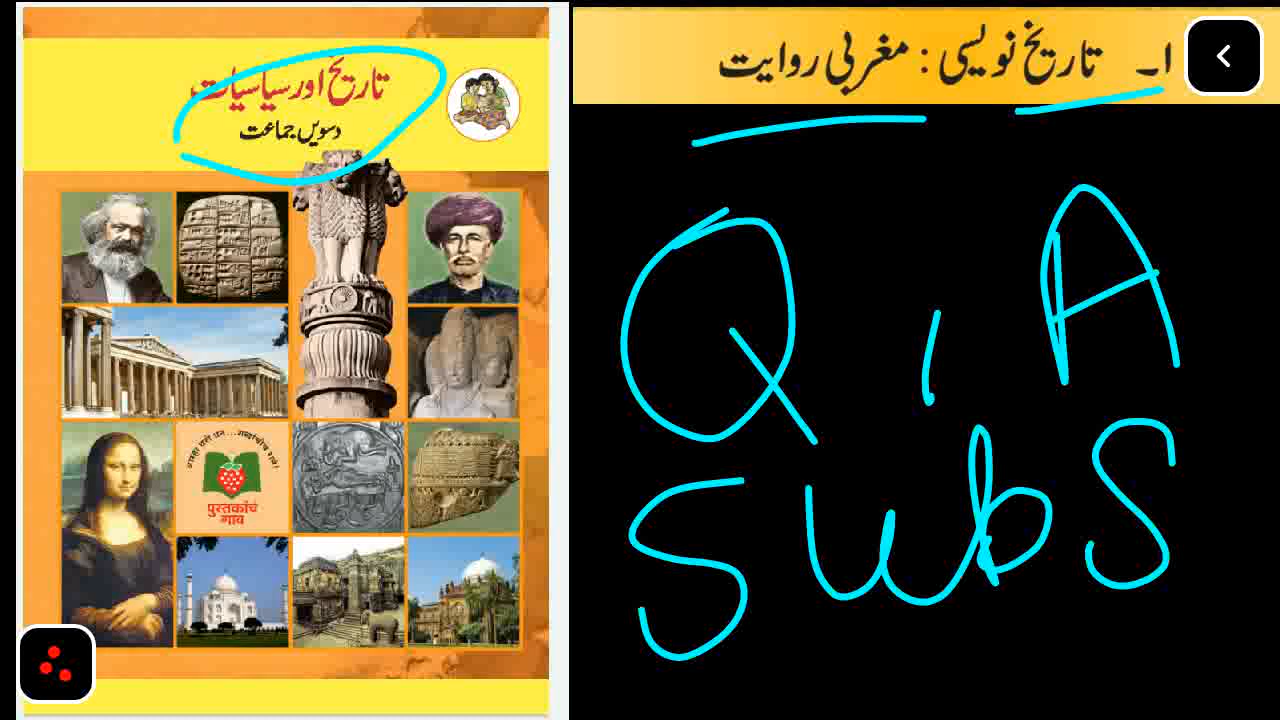 تاریخ اور سیاسیات
دسویں جماعت
पुस्तकांचं
गाव
۱۔ تاریخ نویسی : مغربی روایت
Q , A
SubS